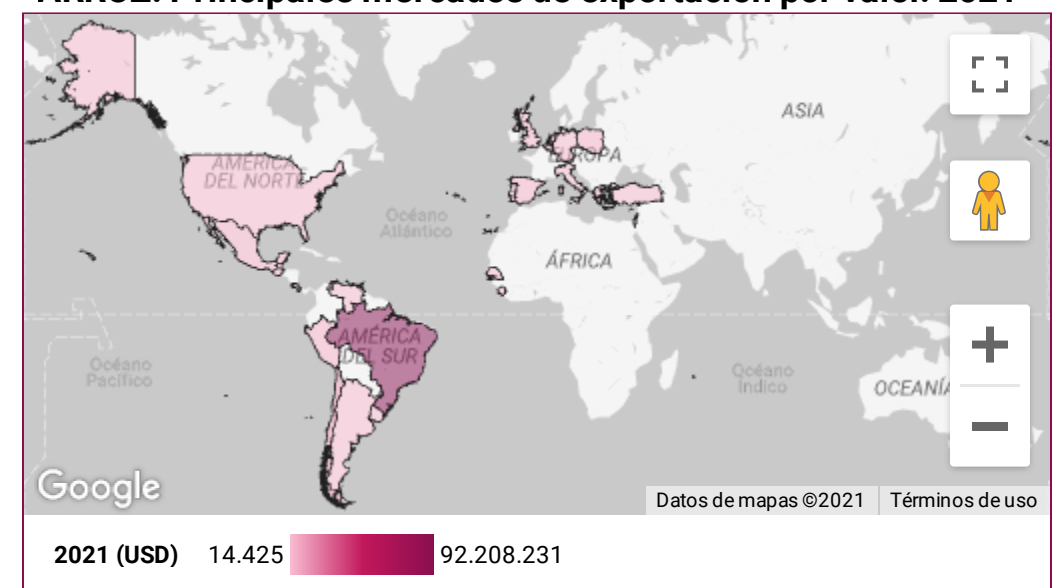 ARROZ. Principales mercados de exportación por valor. 2021
ASIA
AMÉRICA
DEL NORTE
EUROPA
Océano
Atlántico
ÁFRICA
AMÉRICA
DEL SUR
Océano
Pacífico
Océano
Índico
OCEANÍA
Google
Datos de mapas ©2021 Términos de uso
2021 (USD) 14.425 92.208.231